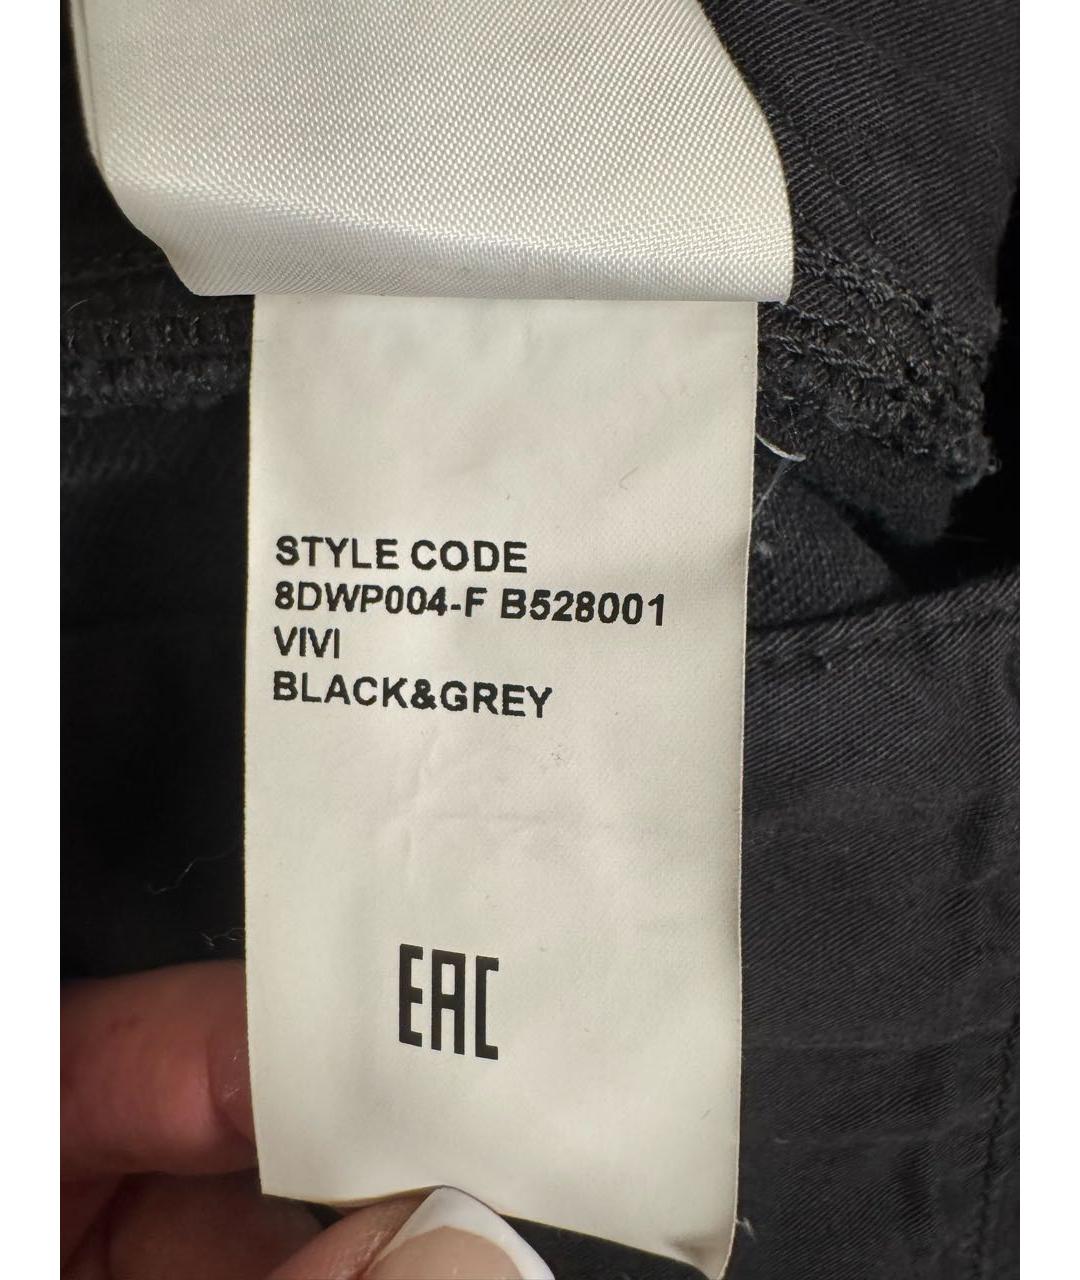 STYLE CODE
8DWP004-F B528001
VIVI
BLACK&GREY
EAC